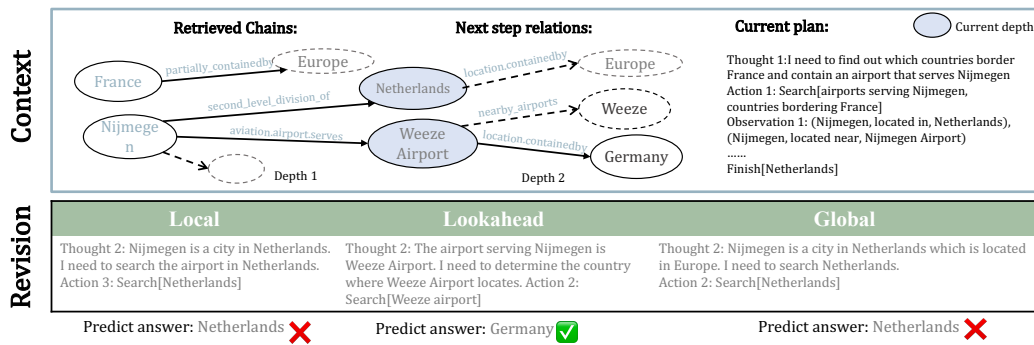 Context
Retrieved Chains:
Next step relations:
Current plan:
Current depth
France
partially_containedby
Europe
second_level_division_of
Nijmege
n
aviation.airport.serves
Depth 1
Netherlands
location.containedby
Europe
nearby_airports
Weeze
Weeze
Airport
location.containedby
Germany
Depth 2
Thought 1:I need to find out which countries border
France and contain an airport that serves Nijmegen
Action 1: Search[airports serving Nijmegen,
countries bordering France]
Observation 1: (Nijmegen, located in, Netherlands),
(Nijmegen, located near, Nijmegen Airport)
......
Finish[Netherlands]
Revision
Local
Lookahead
Global
Thought 2: Nijmegen is a city in Netherlands.
I need to search the airport in Netherlands.
Action 3: Search[Netherlands]
Thought 2: The airport serving Nijmegen is
Weeze Airport. I need to determine the country
where Weeze Airport locates. Action 2:
Search[Weeze airport]
Thought 2: Nijmegen is a city in Netherlands which is located
in Europe. I need to search Netherlands.
Action 2: Search[Netherlands]
Predict answer: Netherlands
Predict answer: Germany
Predict answer: Netherlands